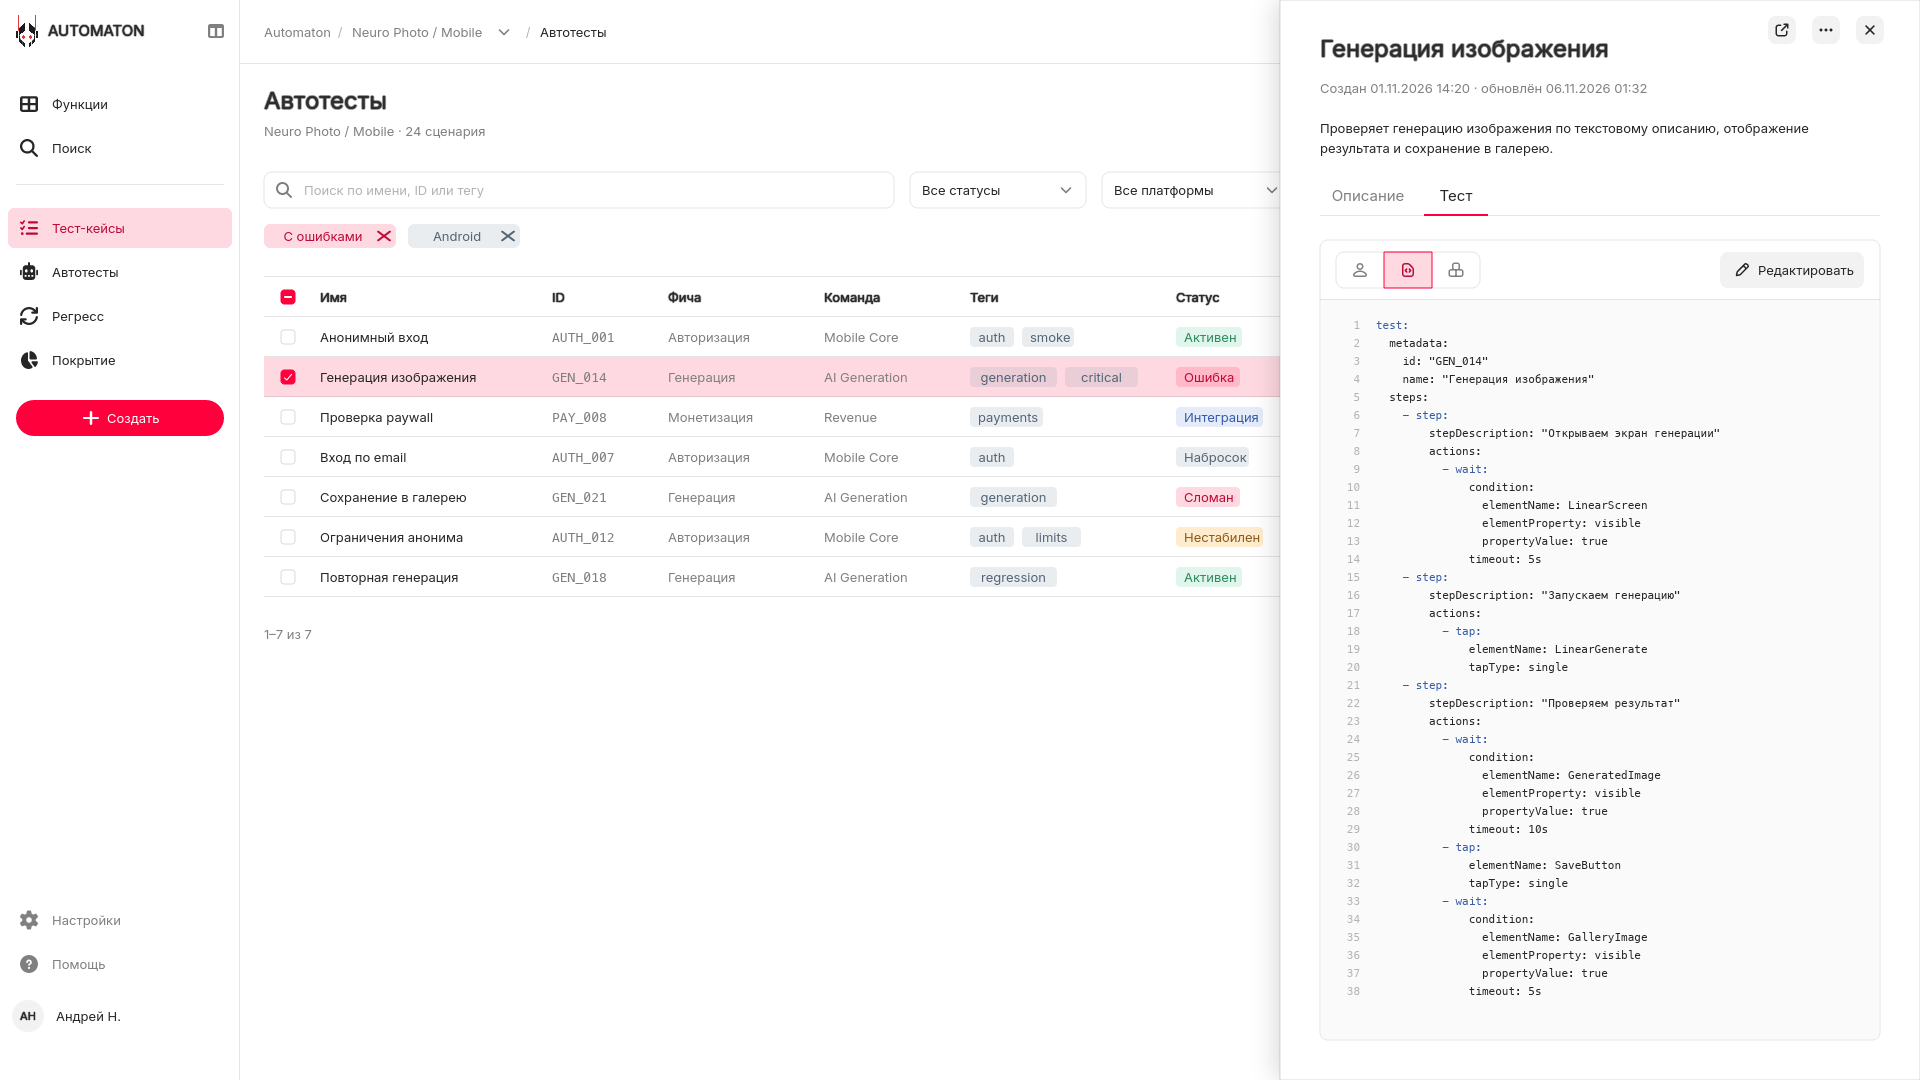 AUTOMATON
Функции
Поиск
Тест-кейсы
Автотесты
Регресс
Покрытие
Создать
Настройки
? Помощь
АН Андрей Н.
Automaton / Neuro Photo / Mobile / Автотесты
Автотесты
Neuro Photo / Mobile · 24 сценария
Поиск по имени, ID или тегу
Все статусы
Все платформы
С ошибками
Android
Имя ID Фича Команда Теги Статус
Анонимный вход AUTH_001 Авторизация Mobile Core auth smoke Активен
Генерация изображения GEN_014 Генерация AI Generation generation critical Ошибка
Проверка paywall PAY_008 Монетизация Revenue payments Интеграция
Вход по email AUTH_007 Авторизация Mobile Core auth Набросок
Сохранение в галерею GEN_021 Генерация AI Generation generation Сломан
Ограничения анонима AUTH_012 Авторизация Mobile Core auth limits Нестабилен
Повторная генерация GEN_018 Генерация AI Generation regression Активен
1–7 из 7
Генерация изображения
Создан 01.11.2026 14:20 · обновлён 06.11.2026 01:32
Проверяет генерацию изображения по текстовому описанию, отображение
результата и сохранение в галерею.
Описание Тест
Редактировать
1 test:
2 metadata:
3 id: "GEN_014"
4 name: "Генерация изображения"
5 steps:
6 – step:
7 stepDescription: "Открываем экран генерации"
8 actions:
9 – wait:
10 condition:
11 elementName: LinearScreen
12 elementProperty: visible
13 propertyValue: true
14 timeout: 5s
15 – step:
16 stepDescription: "Запускаем генерацию"
17 actions:
18 – tap:
19 elementName: LinearGenerate
20 tapType: single
21 – step:
22 stepDescription: "Проверяем результат"
23 actions:
24 – wait:
25 condition:
26 elementName: GeneratedImage
27 elementProperty: visible
28 propertyValue: true
29 timeout: 10s
30 – tap:
31 elementName: SaveButton
32 tapType: single
33 – wait:
34 condition:
35 elementName: GalleryImage
36 elementProperty: visible
37 propertyValue: true
38 timeout: 5s